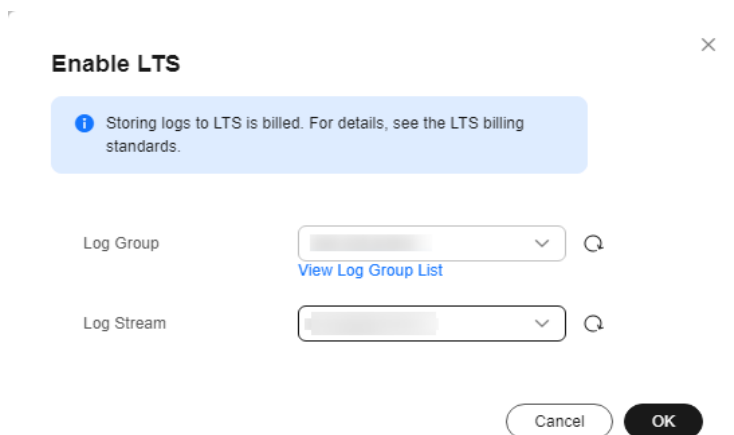 Enable LTS
Storing logs to LTS is billed. For details, see the LTS billing
standards.
Log Group
View Log Group List
Log Stream
Cancel
OK